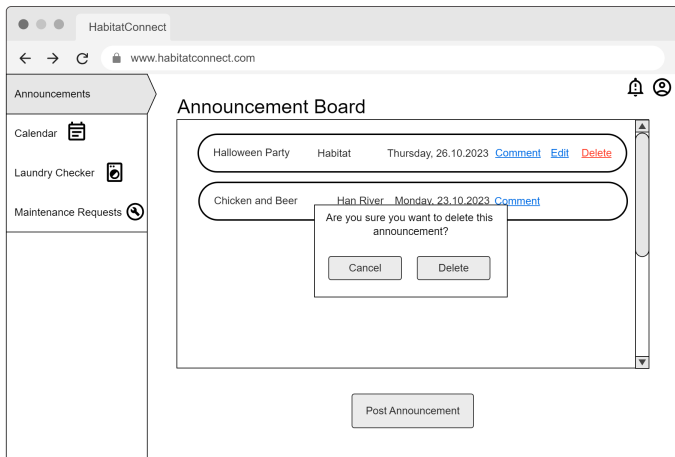 HabitatConnect
www.habitatconnect.com
Announcements
Calendar
Laundry Checker
Maintenance Requests
Announcement Board
Halloween Party Habitat Thursday, 26.10.2023 Comment Edit Delete
Chicken and Beer Han River Monday, 23.10.2023 Comment
Are you sure you want to delete this
announcement?
Cancel Delete
Post Announcement